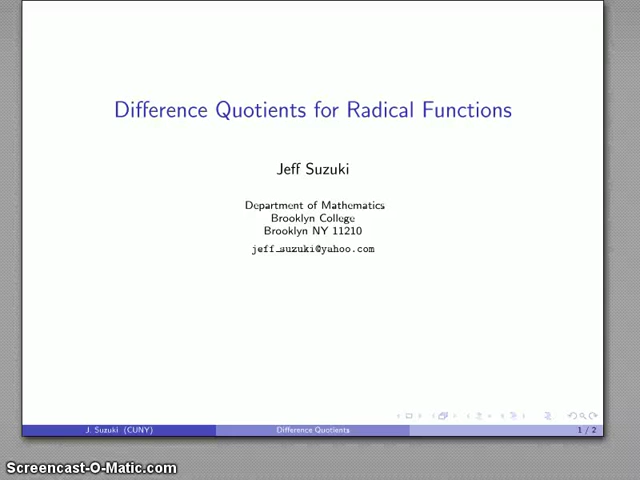 Difference Quotients for Radical Functions
Jeff Suzuki
Department of Mathematics
Brooklyn College
Brooklyn NY 11210
jeff_suzuki@yahoo.com
J. Suzuki (CUNY)
Difference Quotients
1 / 2
Screencast-O-Matic.com